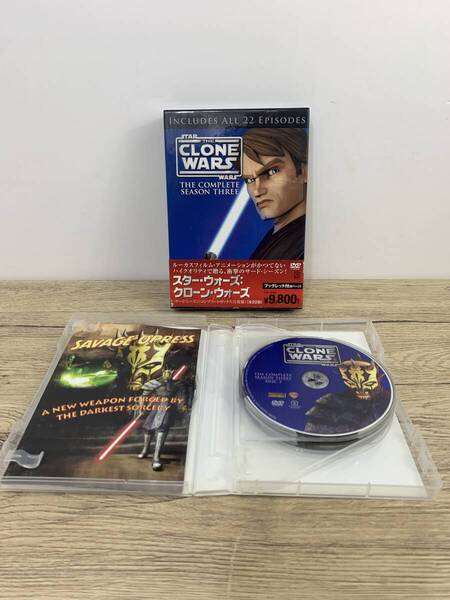 INCLUDES ALL 22 EPISODES
STAR
THE
CLONE
WARS
WARS
THE COMPLETE
SEASON THREE
ルーカスフィルム・アニメーションがかつてない
ハイクオリティで贈る、衝撃のサード・シーズン!
スター・ウォーズ:
クローン・ウォーズ
DVD
¥9,800
SAVAGE OPRESS
A NEW WEAPON FORGED BY
THE DARKEST SORCERY
STAR
THE
CLONE
WARS
WARS
THE COMPLETE
SEASON THREE
DVD